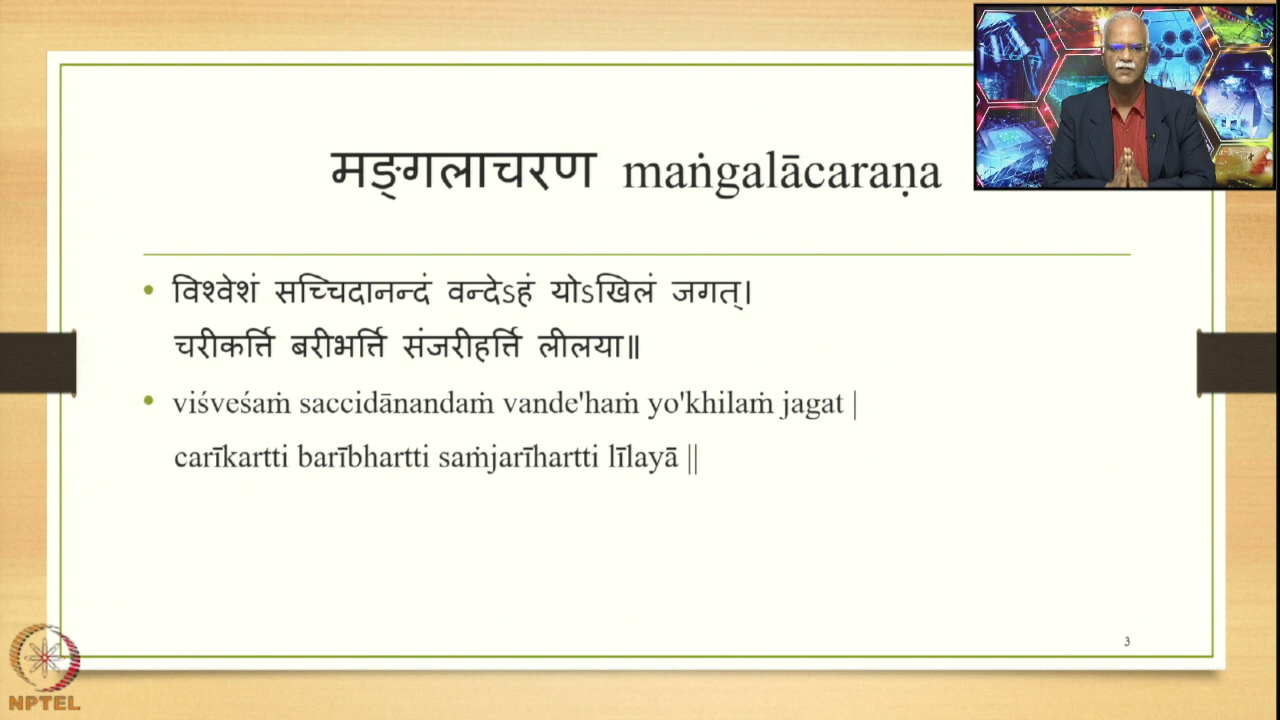 मङ्गलाचरण maṅgalācaraṇa
• विश्वेशं सच्चिदानन्दं वन्देऽहं योऽखिलं जगत्।
चरीकर्त्ति बरीभर्त्ति संजरीहर्त्ति लीलया॥
• viśveśaṁ saccidānandaṁ vande'haṁ yo'khilaṁ jagat |
carīkartti barībhartti saṁjarīhartti līlayā ||
3
NPTEL